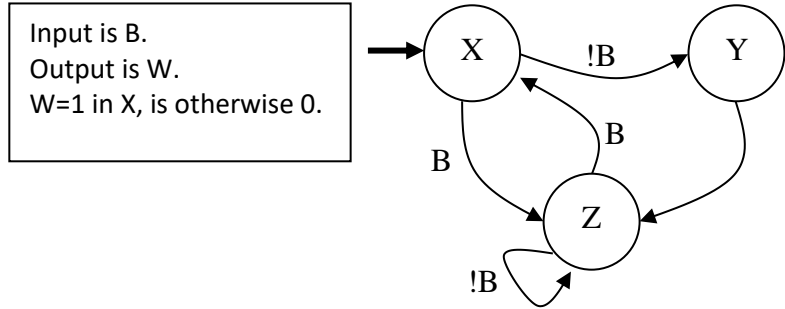 Input is B.
Output is W.
W=1 in X, is otherwise 0.
X
!B
Y
B
B
Z
!B